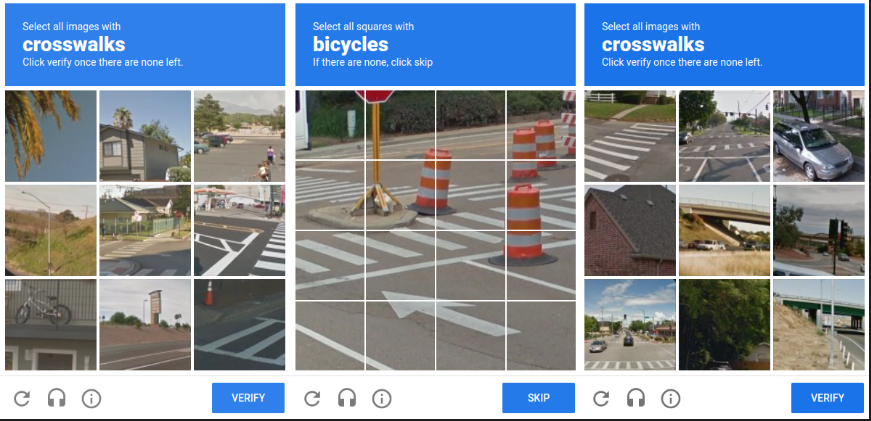 Select all images with
crosswalks
Click verify once there are none left.
VERIFY
Select all squares with
bicycles
If there are none, click skip
SKIP
Select all images with
crosswalks
Click verify once there are none left.
VERIFY